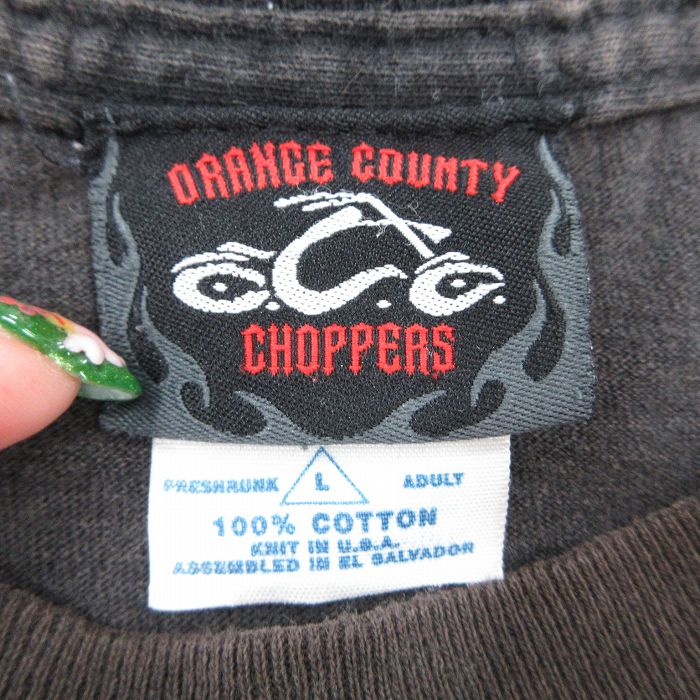 ORANGE COUNTY
O.C.C.
CHOPPERS
PRESHRUNK L ADULT
100% COTTON
KNIT IN U.S.A.
ASSEMBLED IN EL SALVADOR